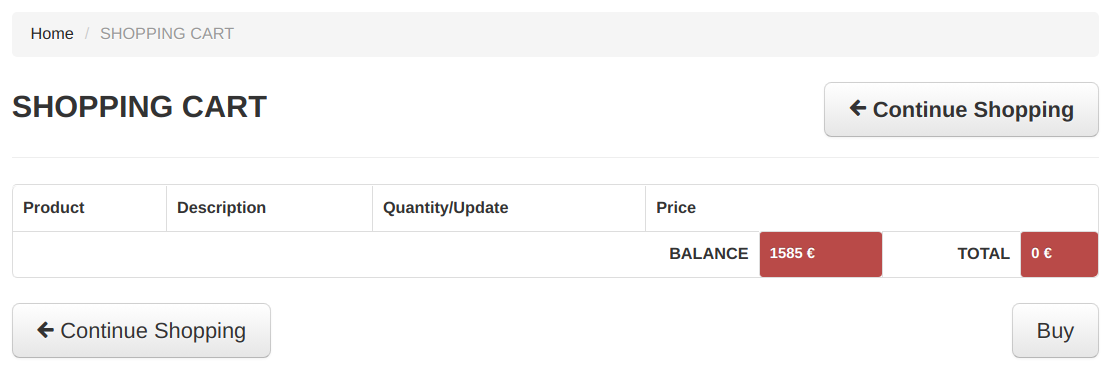 Home / SHOPPING CART
SHOPPING CART
Continue Shopping
Product Description Quantity/Update Price
BALANCE 1585 € TOTAL 0 €
Continue Shopping Buy